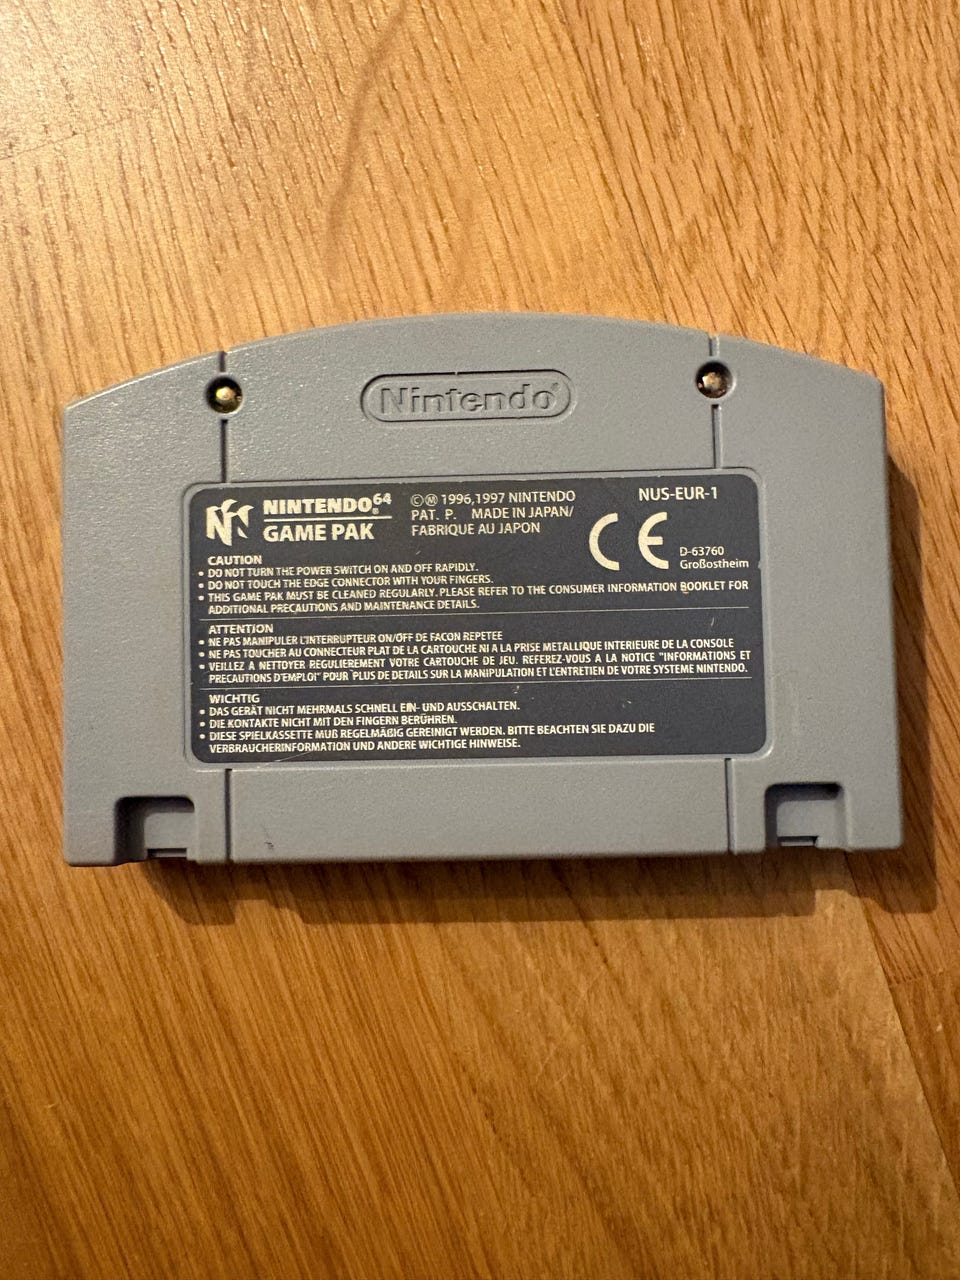 Nintendo®
NINTENDO⁶⁴®
GAME PAK
©Ⓜ 1996,1997 NINTENDO
PAT. P. MADE IN JAPAN/
FABRIQUE AU JAPON
NUS-EUR-1
CE
D-63760
Großostheim
CAUTION
• DO NOT TURN THE POWER SWITCH ON AND OFF RAPIDLY.
• DO NOT TOUCH THE EDGE CONNECTOR WITH YOUR FINGERS.
• THIS GAME PAK MUST BE CLEANED REGULARLY. PLEASE REFER TO THE CONSUMER INFORMATION BOOKLET FOR
ADDITIONAL PRECAUTIONS AND MAINTENANCE DETAILS.
ATTENTION
• NE PAS MANIPULER L'INTERRUPTEUR ON/OFF DE FACON REPETEE
• NE PAS TOUCHER AU CONNECTEUR PLAT DE LA CARTOUCHE NI A LA PRISE METALLIQUE INTERIEURE DE LA CONSOLE
• VEILLEZ A NETTOYER REGULIEREMENT VOTRE CARTOUCHE DE JEU. REFEREZ-VOUS A LA NOTICE "INFORMATIONS ET
PRECAUTIONS D'EMPLOI" POUR PLUS DE DETAILS SUR LA MANIPULATION ET L'ENTRETIEN DE VOTRE SYSTEME NINTENDO.
WICHTIG
• DAS GERÄT NICHT MEHRMALS SCHNELL EIN- UND AUSSCHALTEN.
• DIE KONTAKTE NICHT MIT DEN FINGERN BERÜHREN.
• DIESE SPIELKASSETTE MUß REGELMÄßIG GEREINIGT WERDEN. BITTE BEACHTEN SIE DAZU DIE
VERBRAUCHERINFORMATION UND ANDERE WICHTIGE HINWEISE.